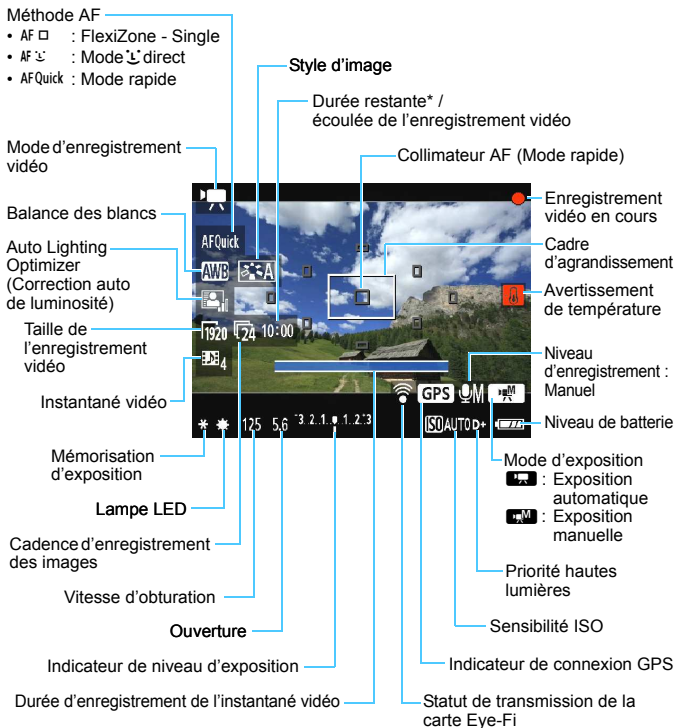 Méthode AF
• AF □ : FlexiZone - Single
• AF : Mode direct
• AFQuick : Mode rapide
Style d'image
Durée restante* /
écoulée de l'enregistrement vidéo
Mode d'enregistrement
vidéo
Collimateur AF (Mode rapide)
Balance des blancs
Enregistrement
vidéo en cours
Auto Lighting
Optimizer
(Correction auto
de luminosité)
Cadre
d'agrandissement
Avertissement
de température
Taille de
l'enregistrement
vidéo
Niveau
d'enregistrement :
Manuel
Instantané vidéo
Niveau de batterie
AFQuick
AWB
A
1920 24 10:00
4
GPS M M
* 125 5.6 -3..2..1..▮..1..2..+3 ISO AUTO D+
Mémorisation
d'exposition
Mode d'exposition
: Exposition
automatique
M : Exposition
manuelle
Lampe LED
Cadence d'enregistrement
des images
Priorité hautes
lumières
Vitesse d'obturation
Ouverture
Sensibilité ISO
Indicateur de niveau d'exposition
Indicateur de connexion GPS
Durée d'enregistrement de l'instantané vidéo
Statut de transmission de la
carte Eye-Fi